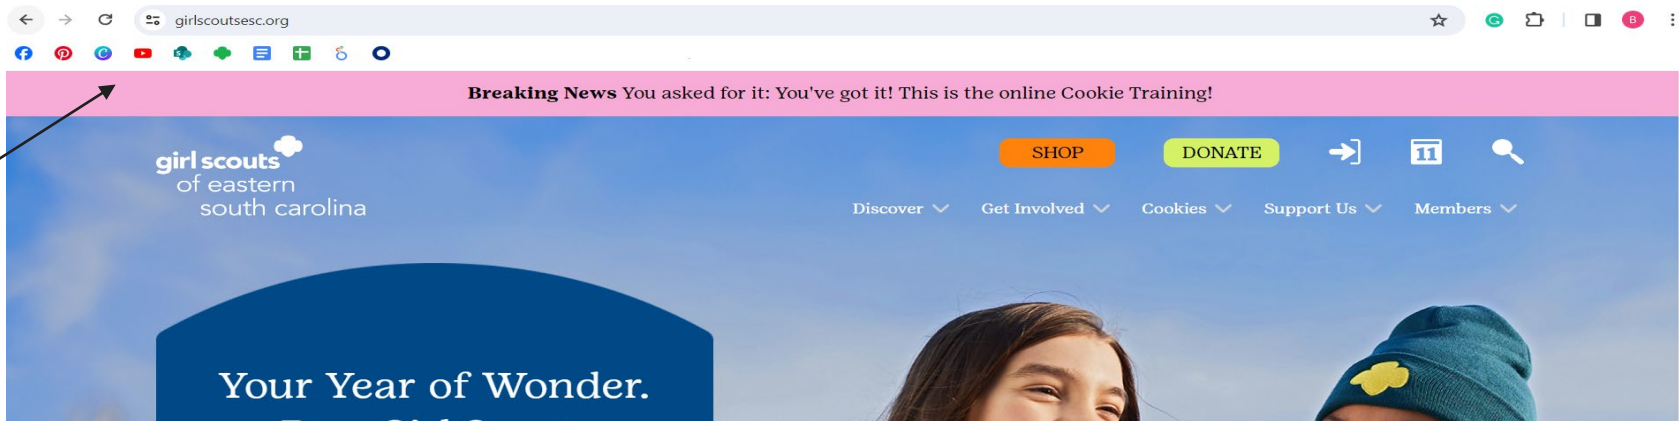 girlscoutsesc.org
B
Breaking News You asked for it: You've got it! This is the online Cookie Training!
girl scouts
of eastern
south carolina
SHOP
DONATE
11
Discover
Get Involved
Cookies
Support Us
Members
Your Year of Wonder.